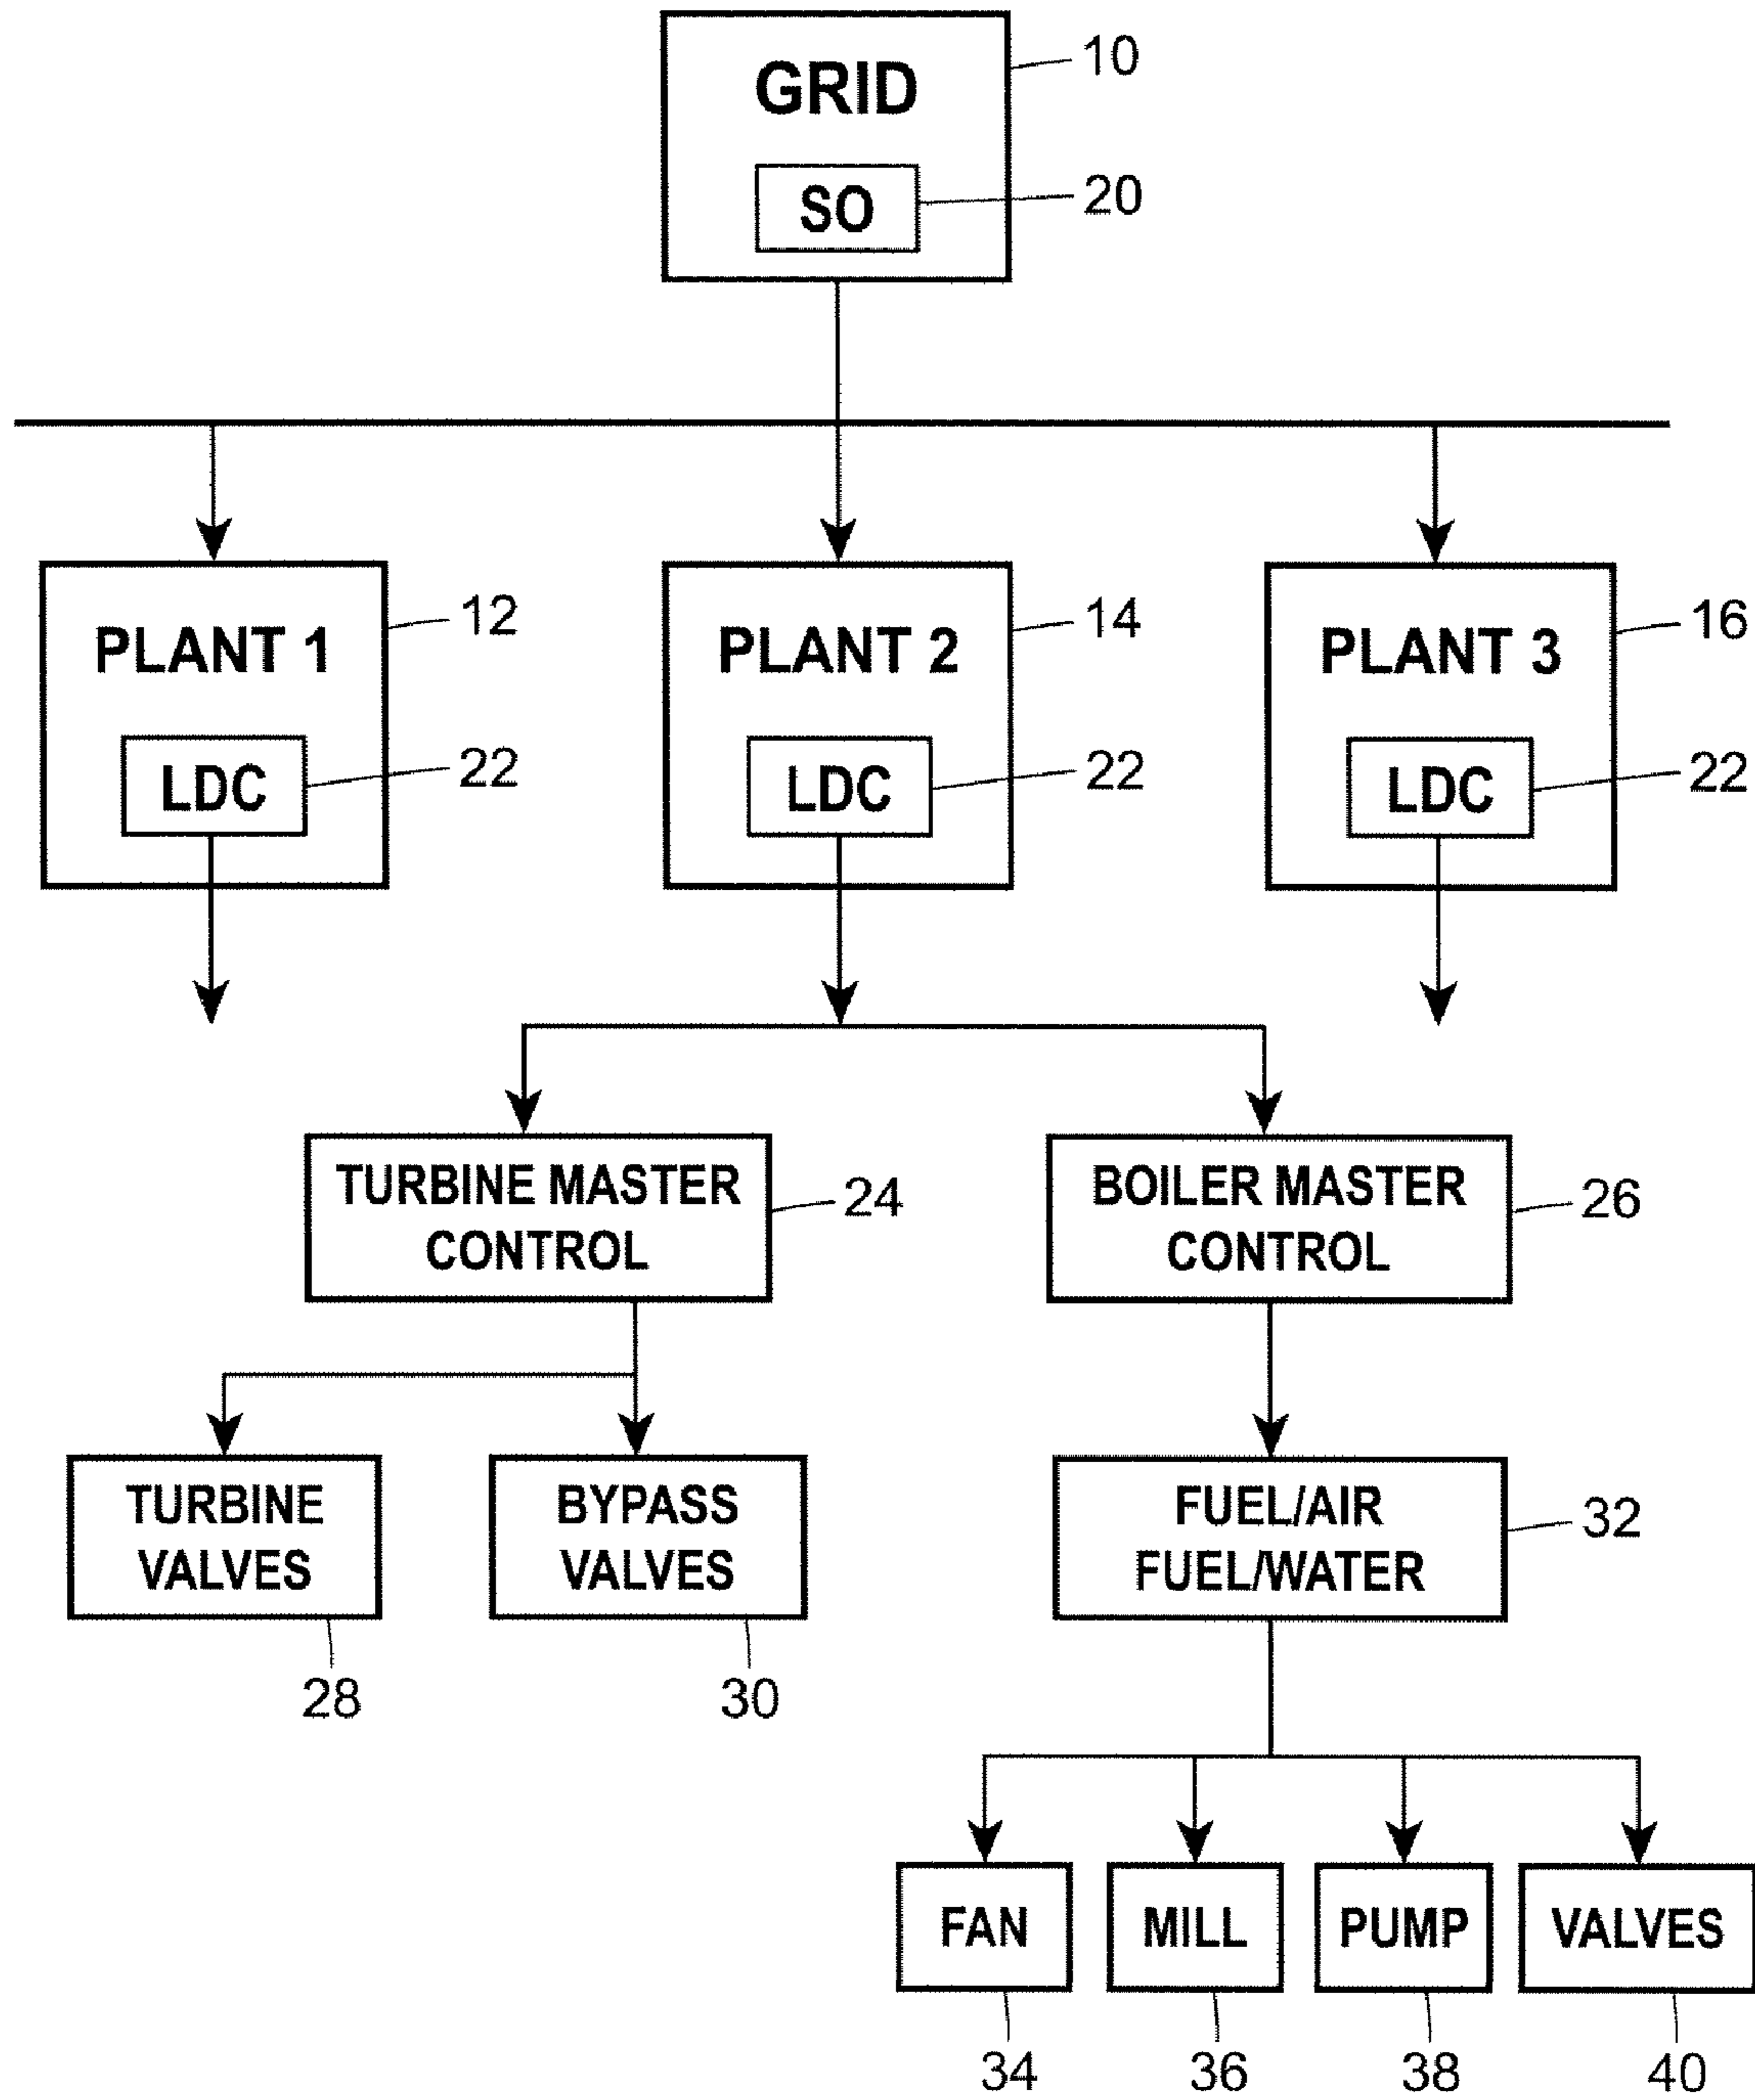 GRID
10
SO
20
PLANT 1
12
PLANT 2
14
PLANT 3
16
LDC
22
LDC
22
LDC
22
TURBINE MASTER
CONTROL
24
BOILER MASTER
CONTROL
26
TURBINE
VALVES
28
BYPASS
VALVES
30
FUEL/AIR
FUEL/WATER
32
FAN
MILL
PUMP
VALVES
34
36
38
40